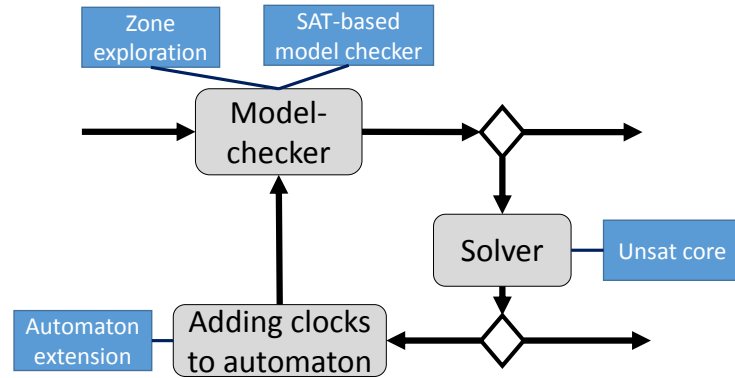 Zone
exploration
SAT-based
model checker
Model-
checker
Solver
Unsat core
Automaton
extension
Adding clocks
to automaton